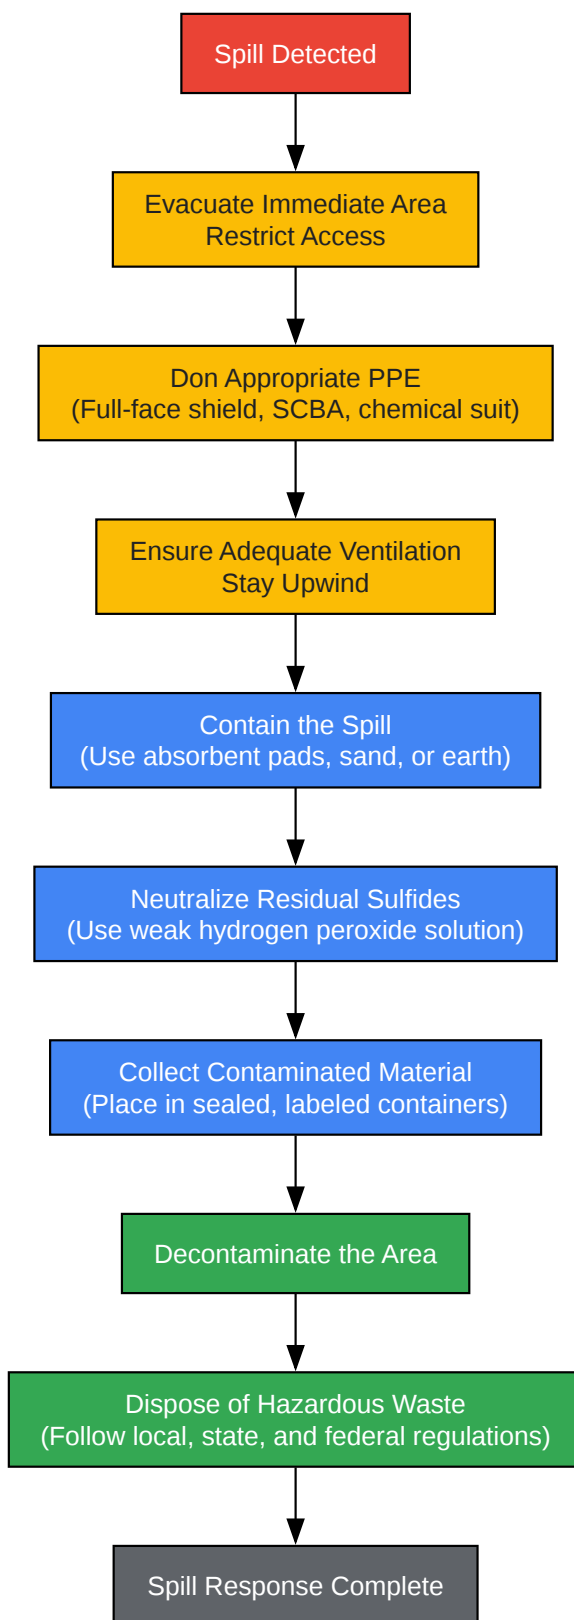 Spill Detected
Evacuate Immediate Area
Restrict Access
Don Appropriate PPE
(Full-face shield, SCBA, chemical suit)
Ensure Adequate Ventilation
Stay Upwind
Contain the Spill
(Use absorbent pads, sand, or earth)
Neutralize Residual Sulfides
(Use weak hydrogen peroxide solution)
Collect Contaminated Material
(Place in sealed, labeled containers)
Decontaminate the Area
Dispose of Hazardous Waste
(Follow local, state, and federal regulations)
Spill Response Complete